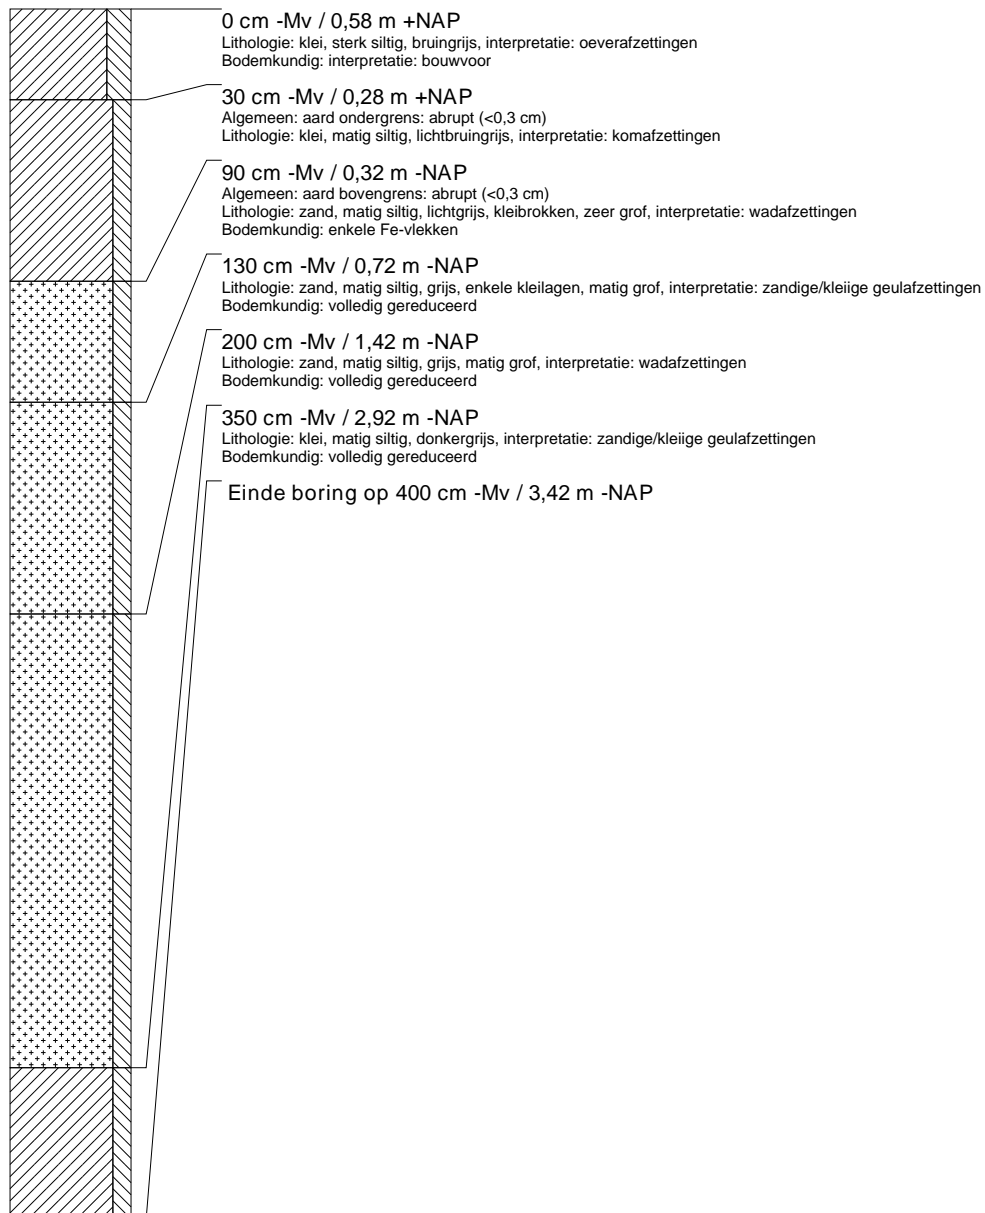 0 cm -Mv / 0,58 m +NAP
Lithologie: klei, sterk siltig, bruingrijs, interpretatie: oeverafzettingen
Bodemkundig: interpretatie: bouwvoor
30 cm -Mv / 0,28 m +NAP
Algemeen: aard ondergrens: abrupt (<0,3 cm)
Lithologie: klei, matig siltig, lichtbruingrijs, interpretatie: komafzettingen
90 cm -Mv / 0,32 m -NAP
Algemeen: aard bovengrens: abrupt (<0,3 cm)
Lithologie: zand, matig siltig, lichtgrijs, kleibrokken, zeer grof, interpretatie: wadafzettingen
Bodemkundig: enkele Fe-vlekken
130 cm -Mv / 0,72 m -NAP
Lithologie: zand, matig siltig, grijs, enkele kleilagen, matig grof, interpretatie: zandige/kleiige geulafzettingen
Bodemkundig: volledig gereduceerd
200 cm -Mv / 1,42 m -NAP
Lithologie: zand, matig siltig, grijs, matig grof, interpretatie: wadafzettingen
Bodemkundig: volledig gereduceerd
350 cm -Mv / 2,92 m -NAP
Lithologie: klei, matig siltig, donkergrijs, interpretatie: zandige/kleiige geulafzettingen
Bodemkundig: volledig gereduceerd
Einde boring op 400 cm -Mv / 3,42 m -NAP